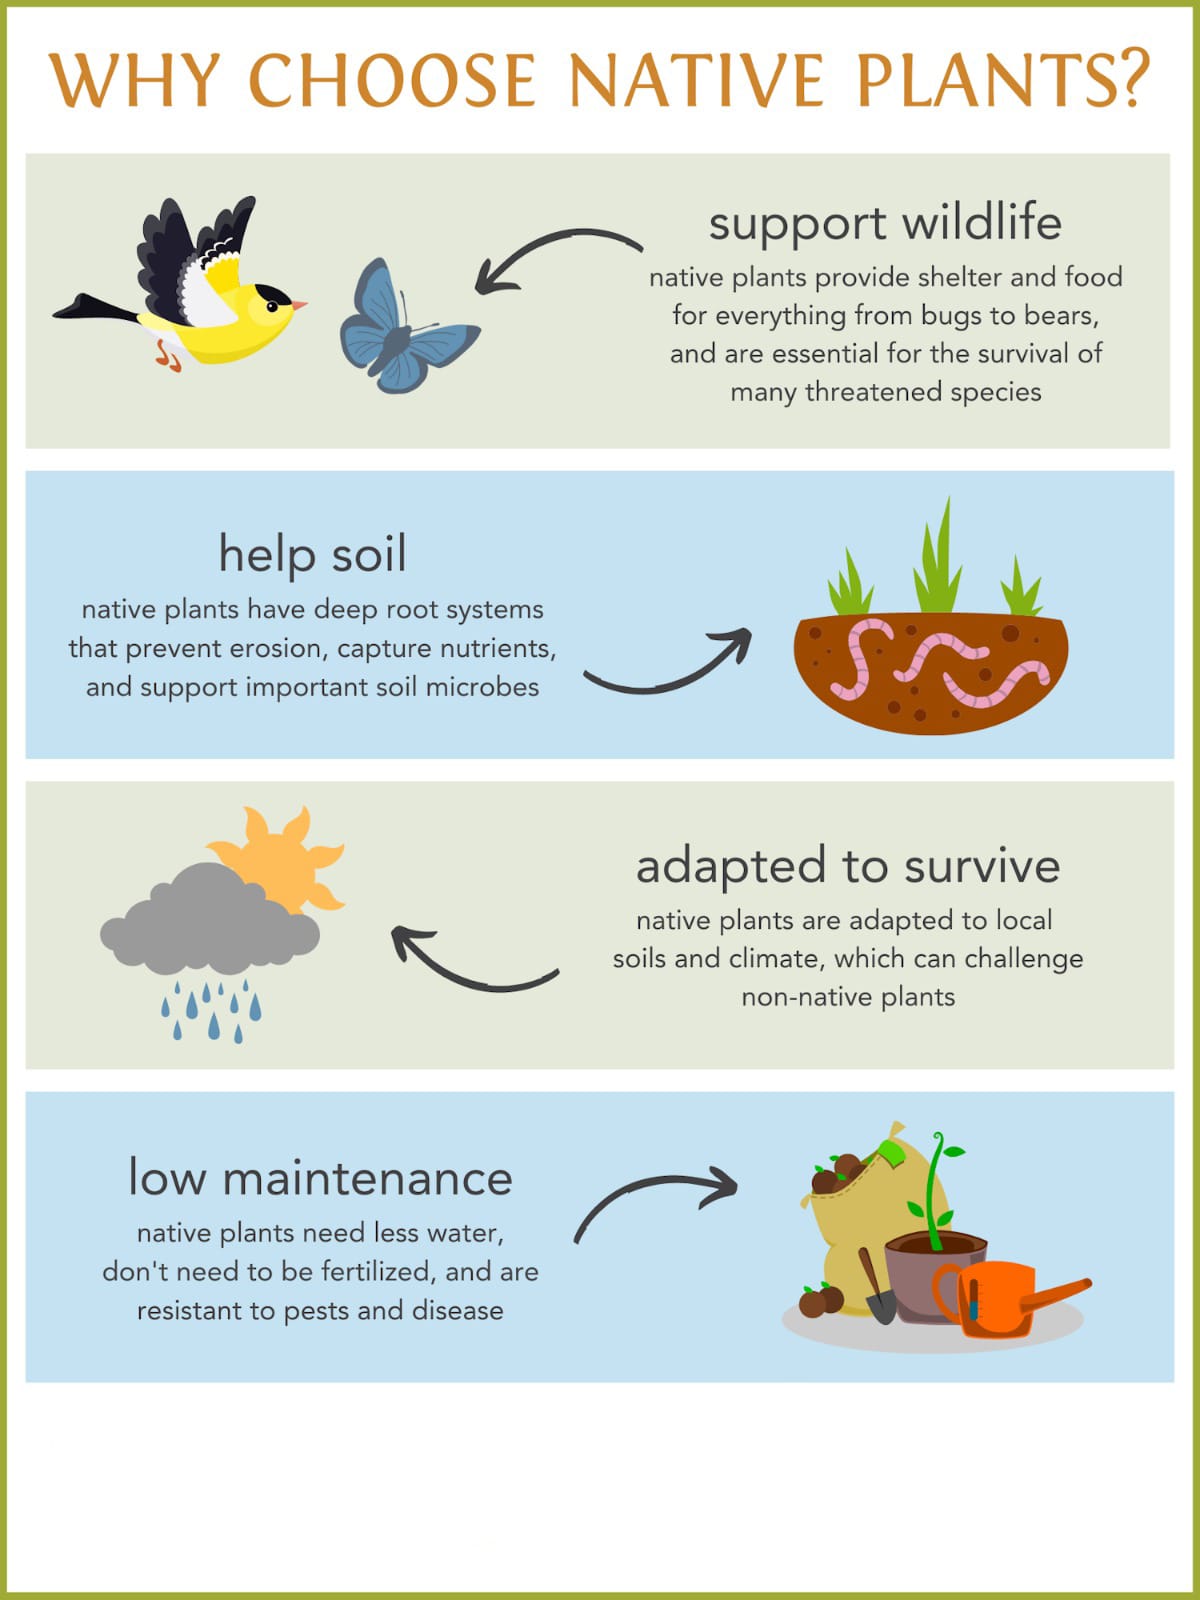 WHY CHOOSE NATIVE PLANTS?
support wildlife
native plants provide shelter and food
for everything from bugs to bears,
and are essential for the survival of
many threatened species
help soil
native plants have deep root systems
that prevent erosion, capture nutrients,
and support important soil microbes
adapted to survive
native plants are adapted to local
soils and climate, which can challenge
non-native plants
low maintenance
native plants need less water,
don't need to be fertilized, and are
resistant to pests and disease